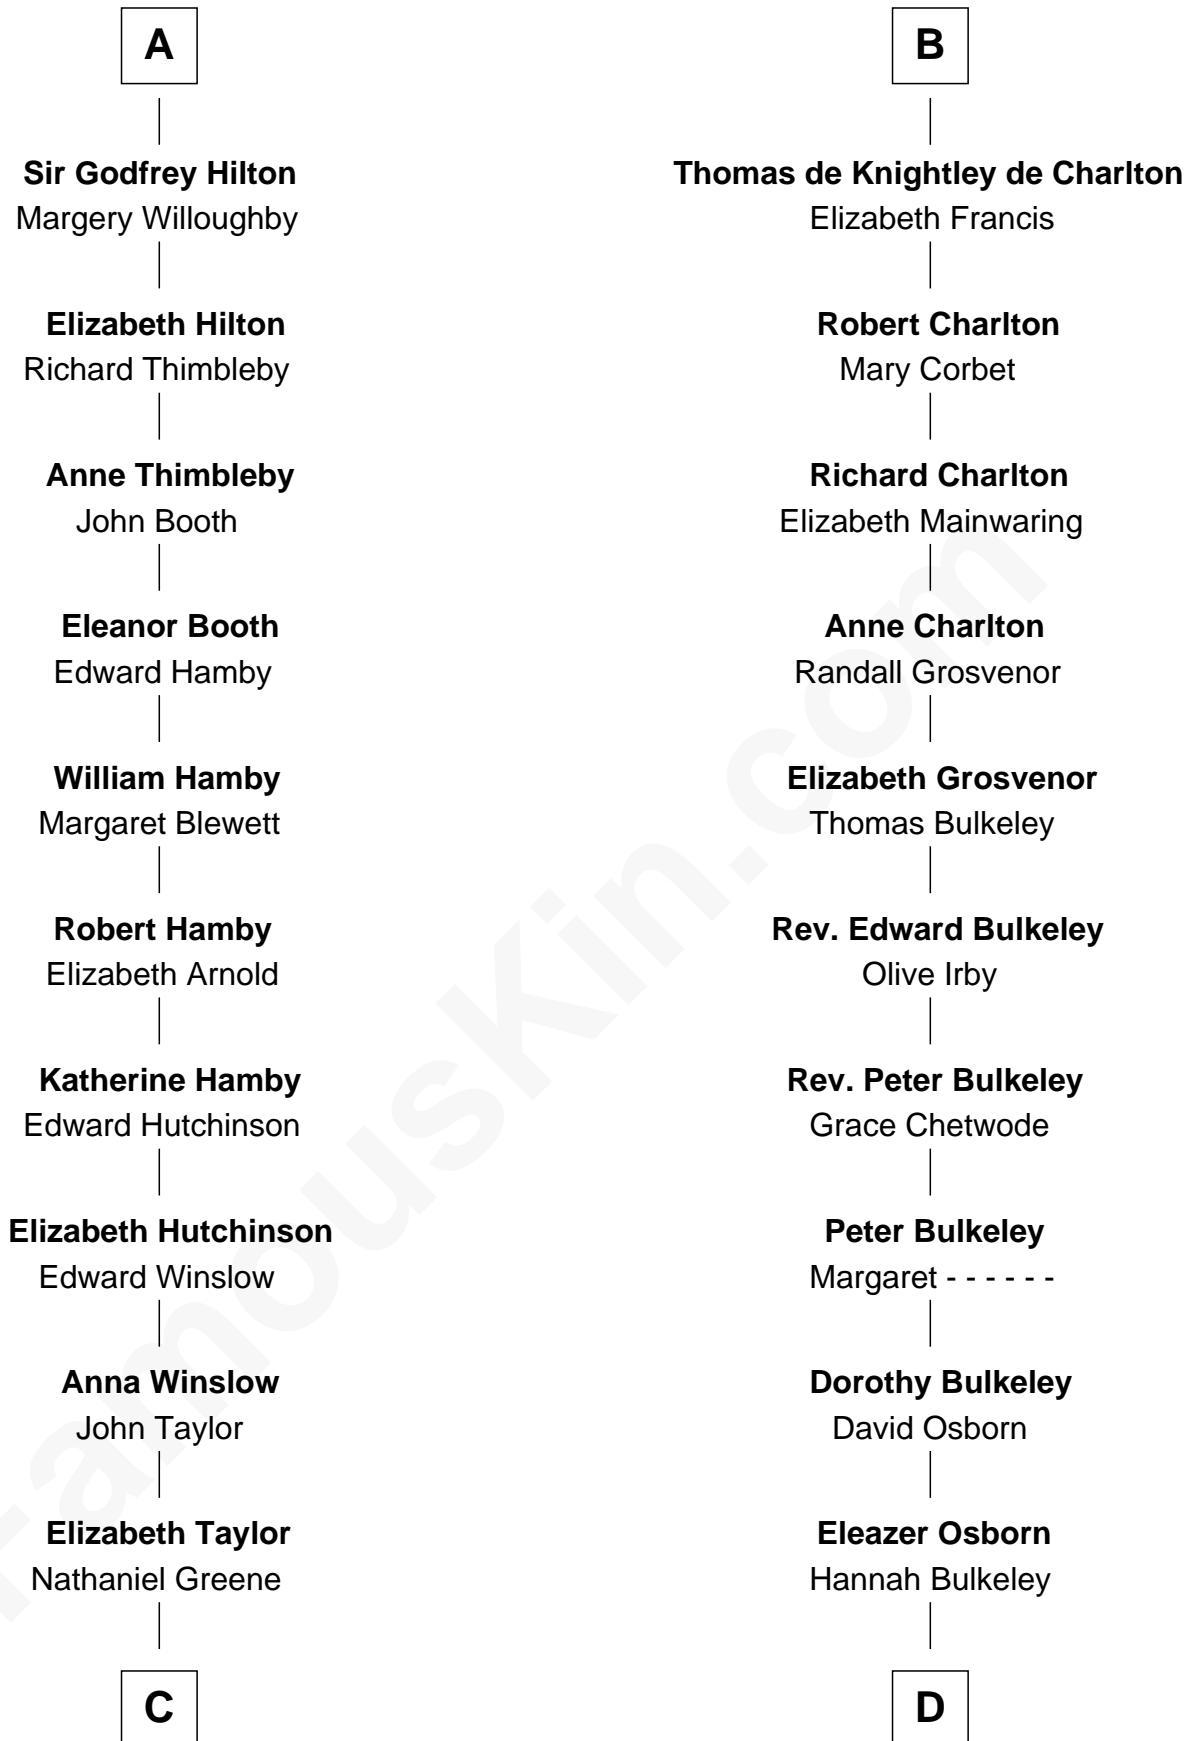 A
Sir Godfrey Hilton
Margery Willoughby
Elizabeth Hilton
Richard Thimbleby
Anne Thimbleby
John Booth
Eleanor Booth
Edward Hamby
William Hamby
Margaret Blewett
Robert Hamby
Elizabeth Arnold
Katherine Hamby
Edward Hutchinson
Elizabeth Hutchinson
Edward Winslow
Anna Winslow
John Taylor
Elizabeth Taylor
Nathaniel Greene
C
B
Thomas de Knightley de Charlton
Elizabeth Francis
Robert Charlton
Mary Corbet
Richard Charlton
Elizabeth Mainwaring
Anne Charlton
Randall Grosvenor
Elizabeth Grosvenor
Thomas Bulkeley
Rev. Edward Bulkeley
Olive Irby
Rev. Peter Bulkeley
Grace Chetwode
Peter Bulkeley
Margaret - - - - - -
Dorothy Bulkeley
David Osborn
Eleazer Osborn
Hannah Bulkeley
D
FamousKin.com